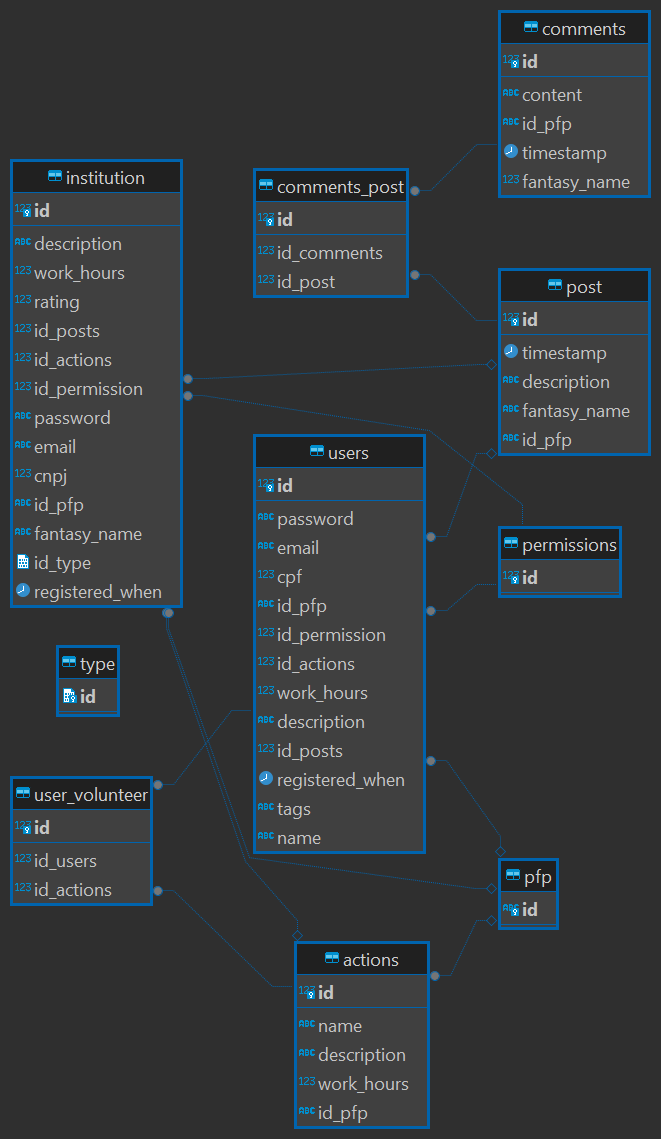 comments
123 id
ABC content
ABC id_pfp
timestamp
123 fantasy_name
institution
123 id
ABC description
123 work_hours
123 rating
123 id_posts
123 id_actions
123 id_permission
ABC password
ABC email
123 cnpj
ABC id_pfp
ABC fantasy_name
id_type
registered_when
comments_post
123 id
123 id_comments
123 id_post
post
123 id
timestamp
ABC description
ABC fantasy_name
ABC id_pfp
users
123 id
ABC password
ABC email
123 cpf
ABC id_pfp
123 id_permission
123 id_actions
123 work_hours
ABC description
123 id_posts
registered_when
ABC tags
ABC name
permissions
123 id
type
id
user_volunteer
123 id
123 id_users
123 id_actions
pfp
ABC id
actions
123 id
ABC name
ABC description
123 work_hours
ABC id_pfp